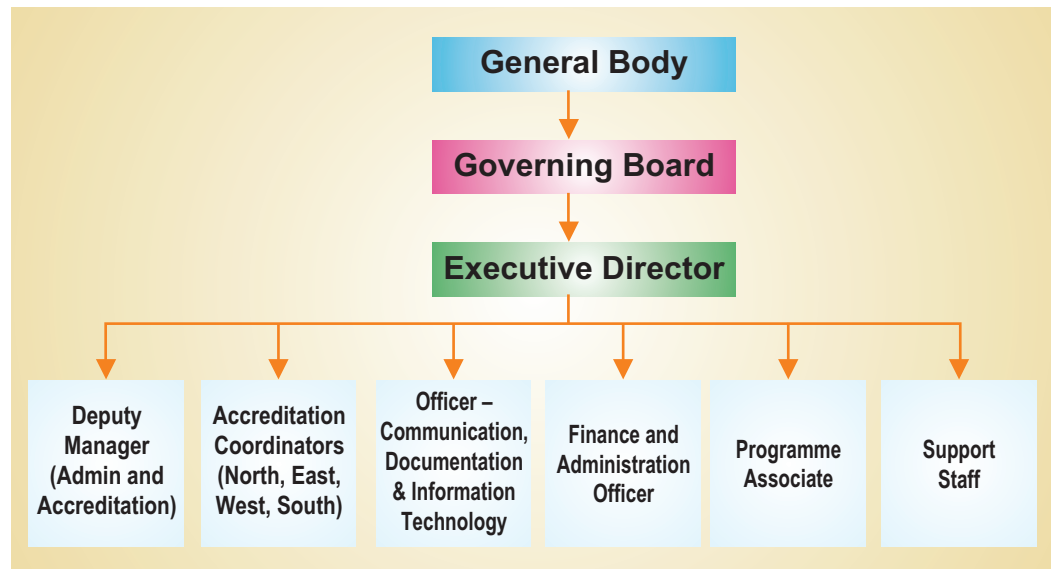 General Body
Governing Board
Executive Director
Deputy
Manager
(Admin and
Accreditation)
Accreditation
Coordinators
(North, East,
West, South)
Officer –
Communication,
Documentation
& Information
Technology
Finance and
Administration
Officer
Programme
Associate
Support
Staff